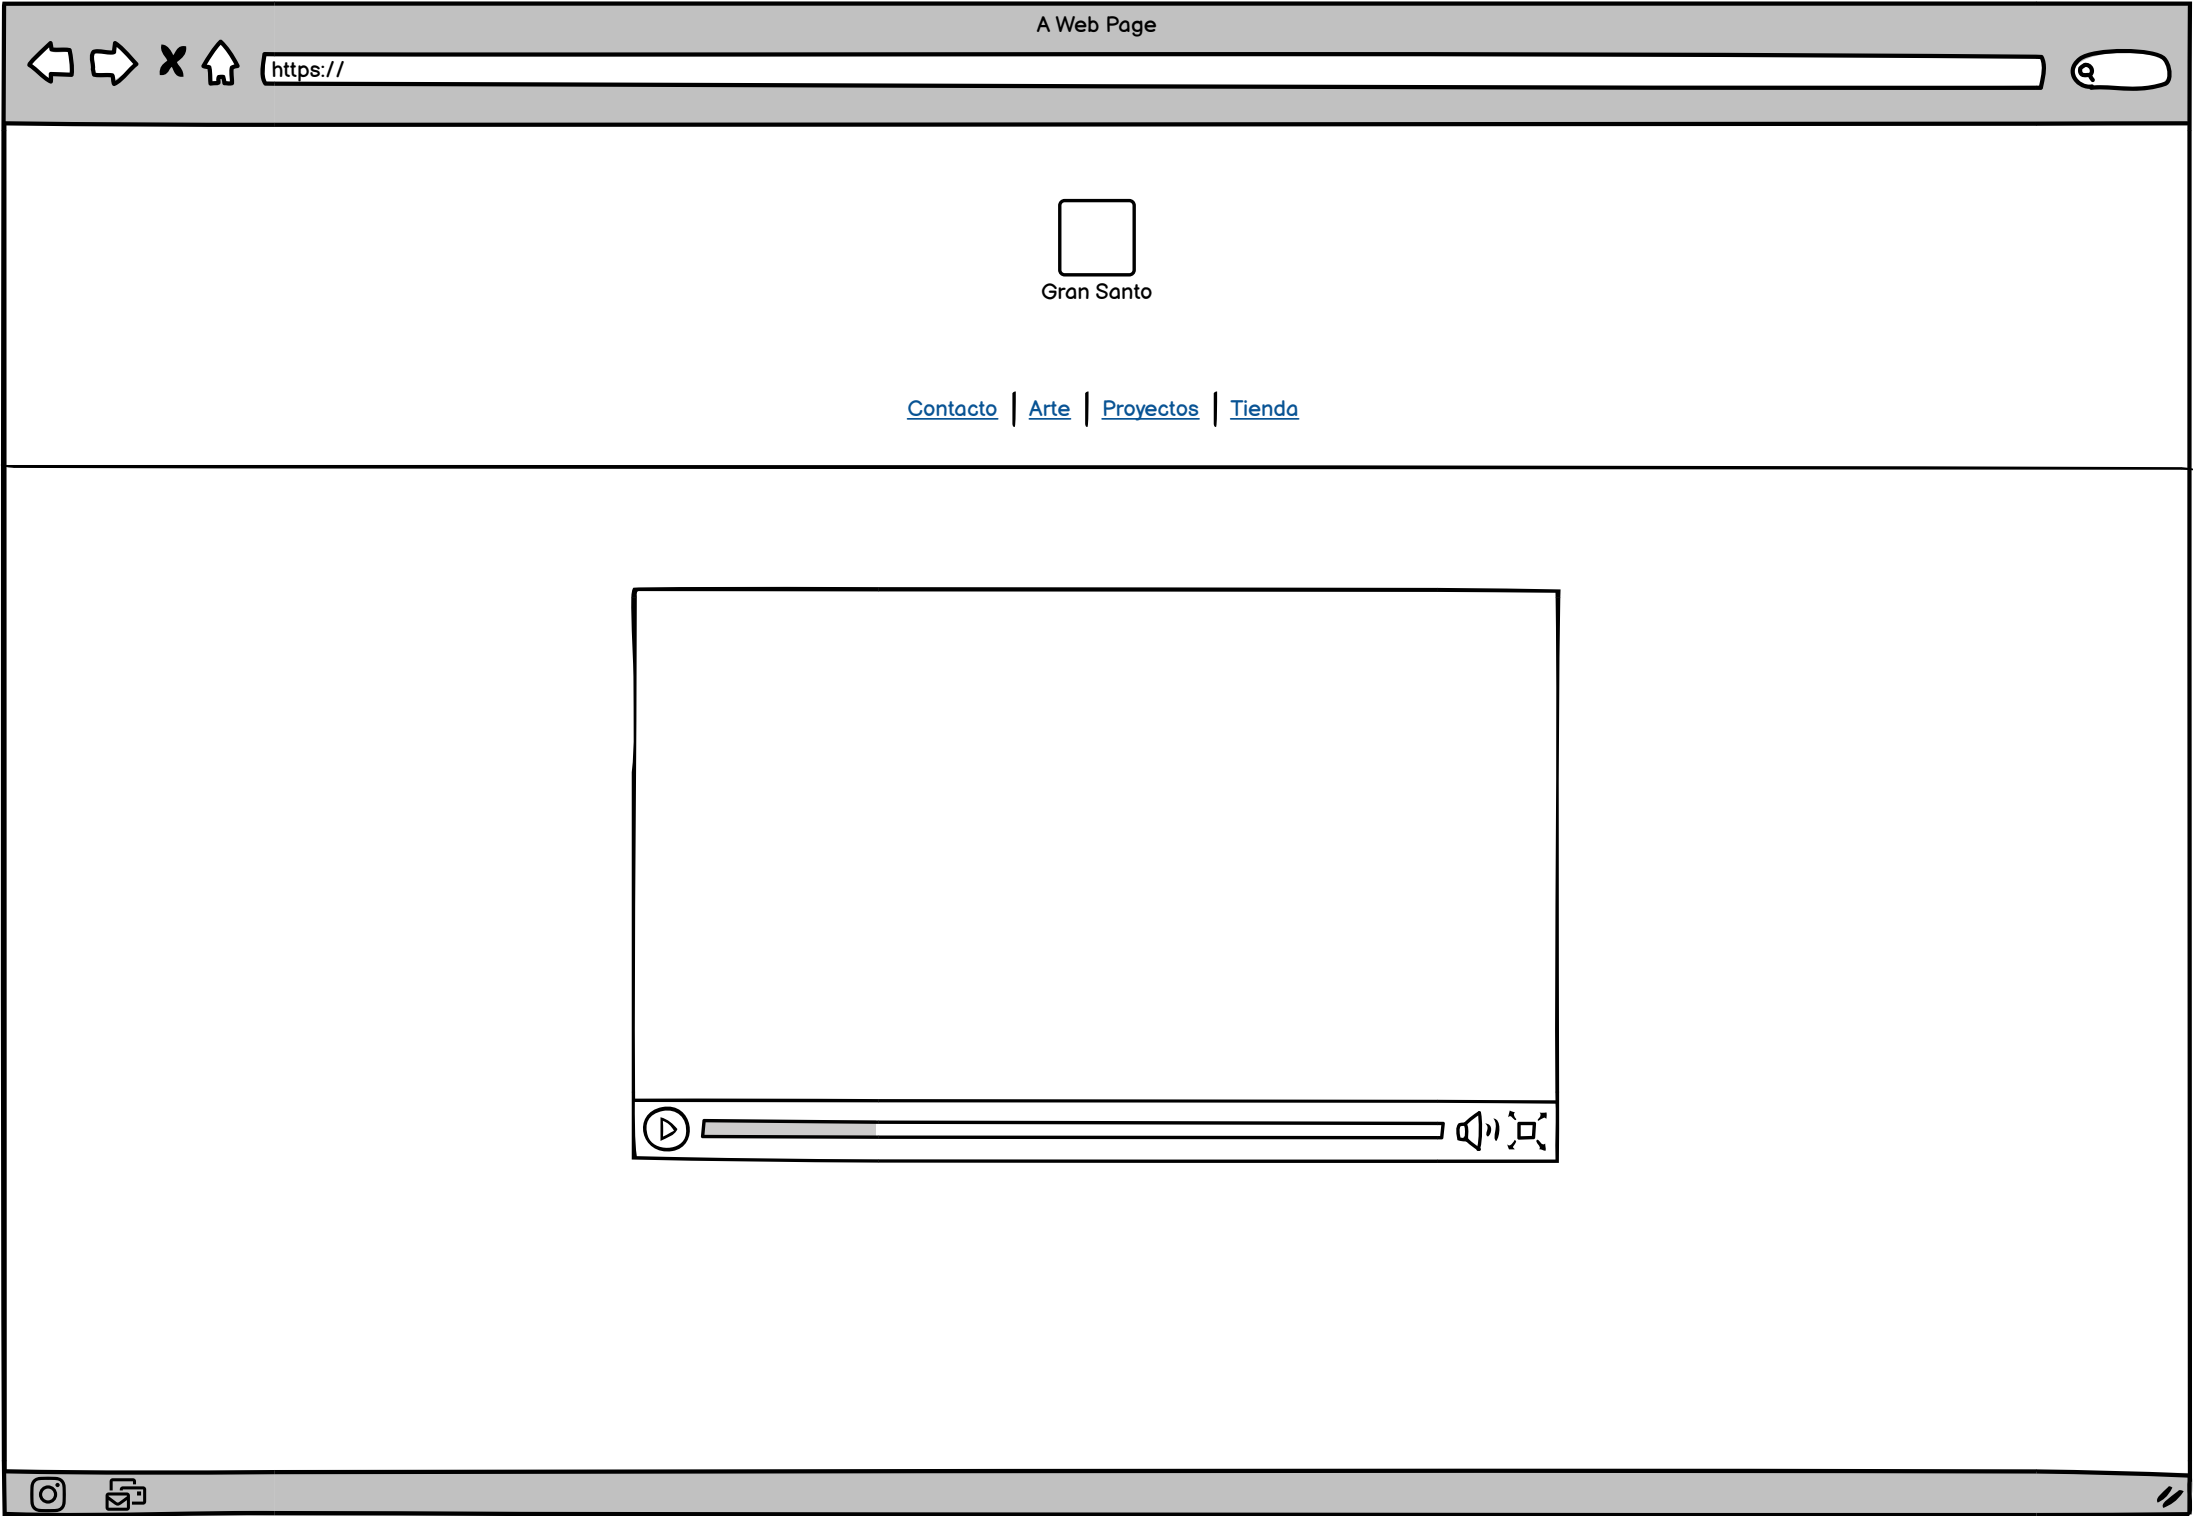 A Web Page
https://
Gran Santo
Contacto | Arte | Proyectos | Tienda